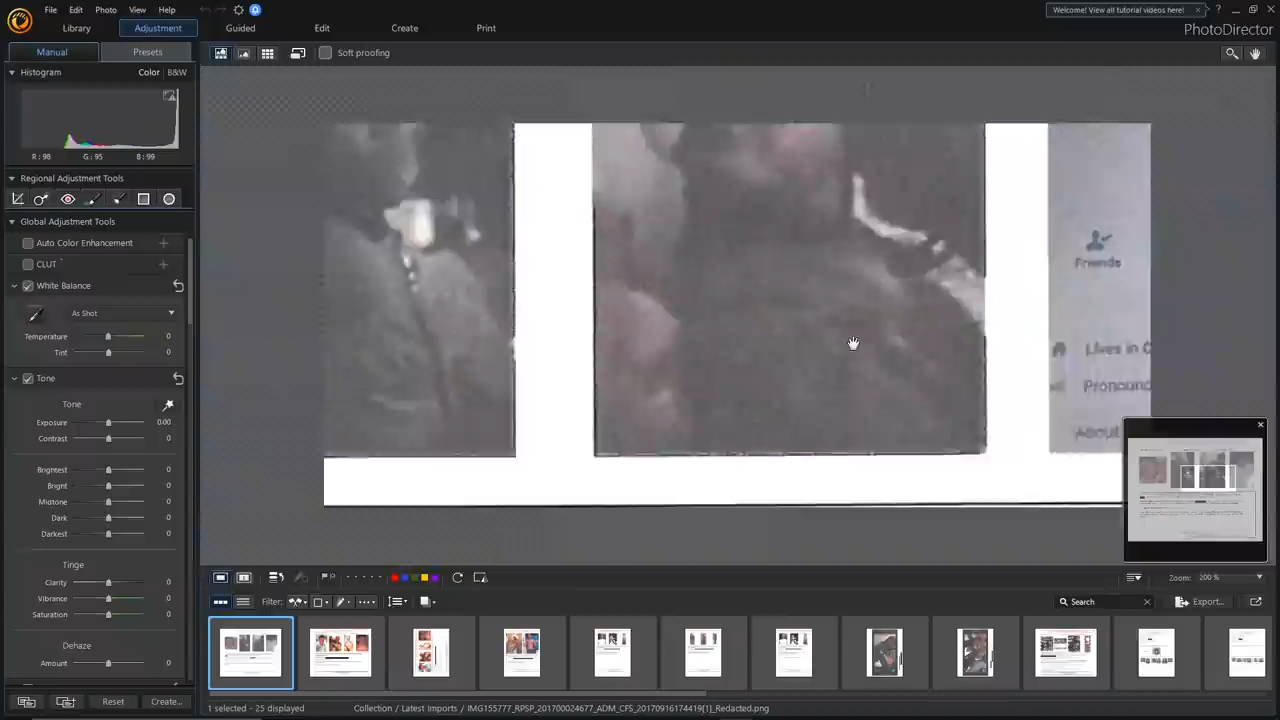 File Edit Photo View Help
Welcome! View all tutorial videos here!
Library Adjustment Guided Edit Create Print
PhotoDirector
Manual Presets
Soft proofing
Histogram Color B&W
R : 98 G : 95 B : 99
Regional Adjustment Tools
Global Adjustment Tools
Auto Color Enhancement
CLUT
White Balance
As Shot
Temperature 0
Tint 0
Tone
Tone
Exposure 0.00
Contrast 0
Brightest 0
Bright 0
Midtone 0
Dark 0
Darkest 0
Tinge
Clarity 0
Vibrance 0
Saturation 0
Dehaze
Amount 0
Reset Create...
Friends
Lives in C
Pronounc
About
Zoom: 200 %
Filter:
Search
Export...
1 selected - 25 displayed
Collection / Latest Imports / IMG155777_RPSP_201700024677_ADM_CFS_20170916174419[1]_Redacted.png